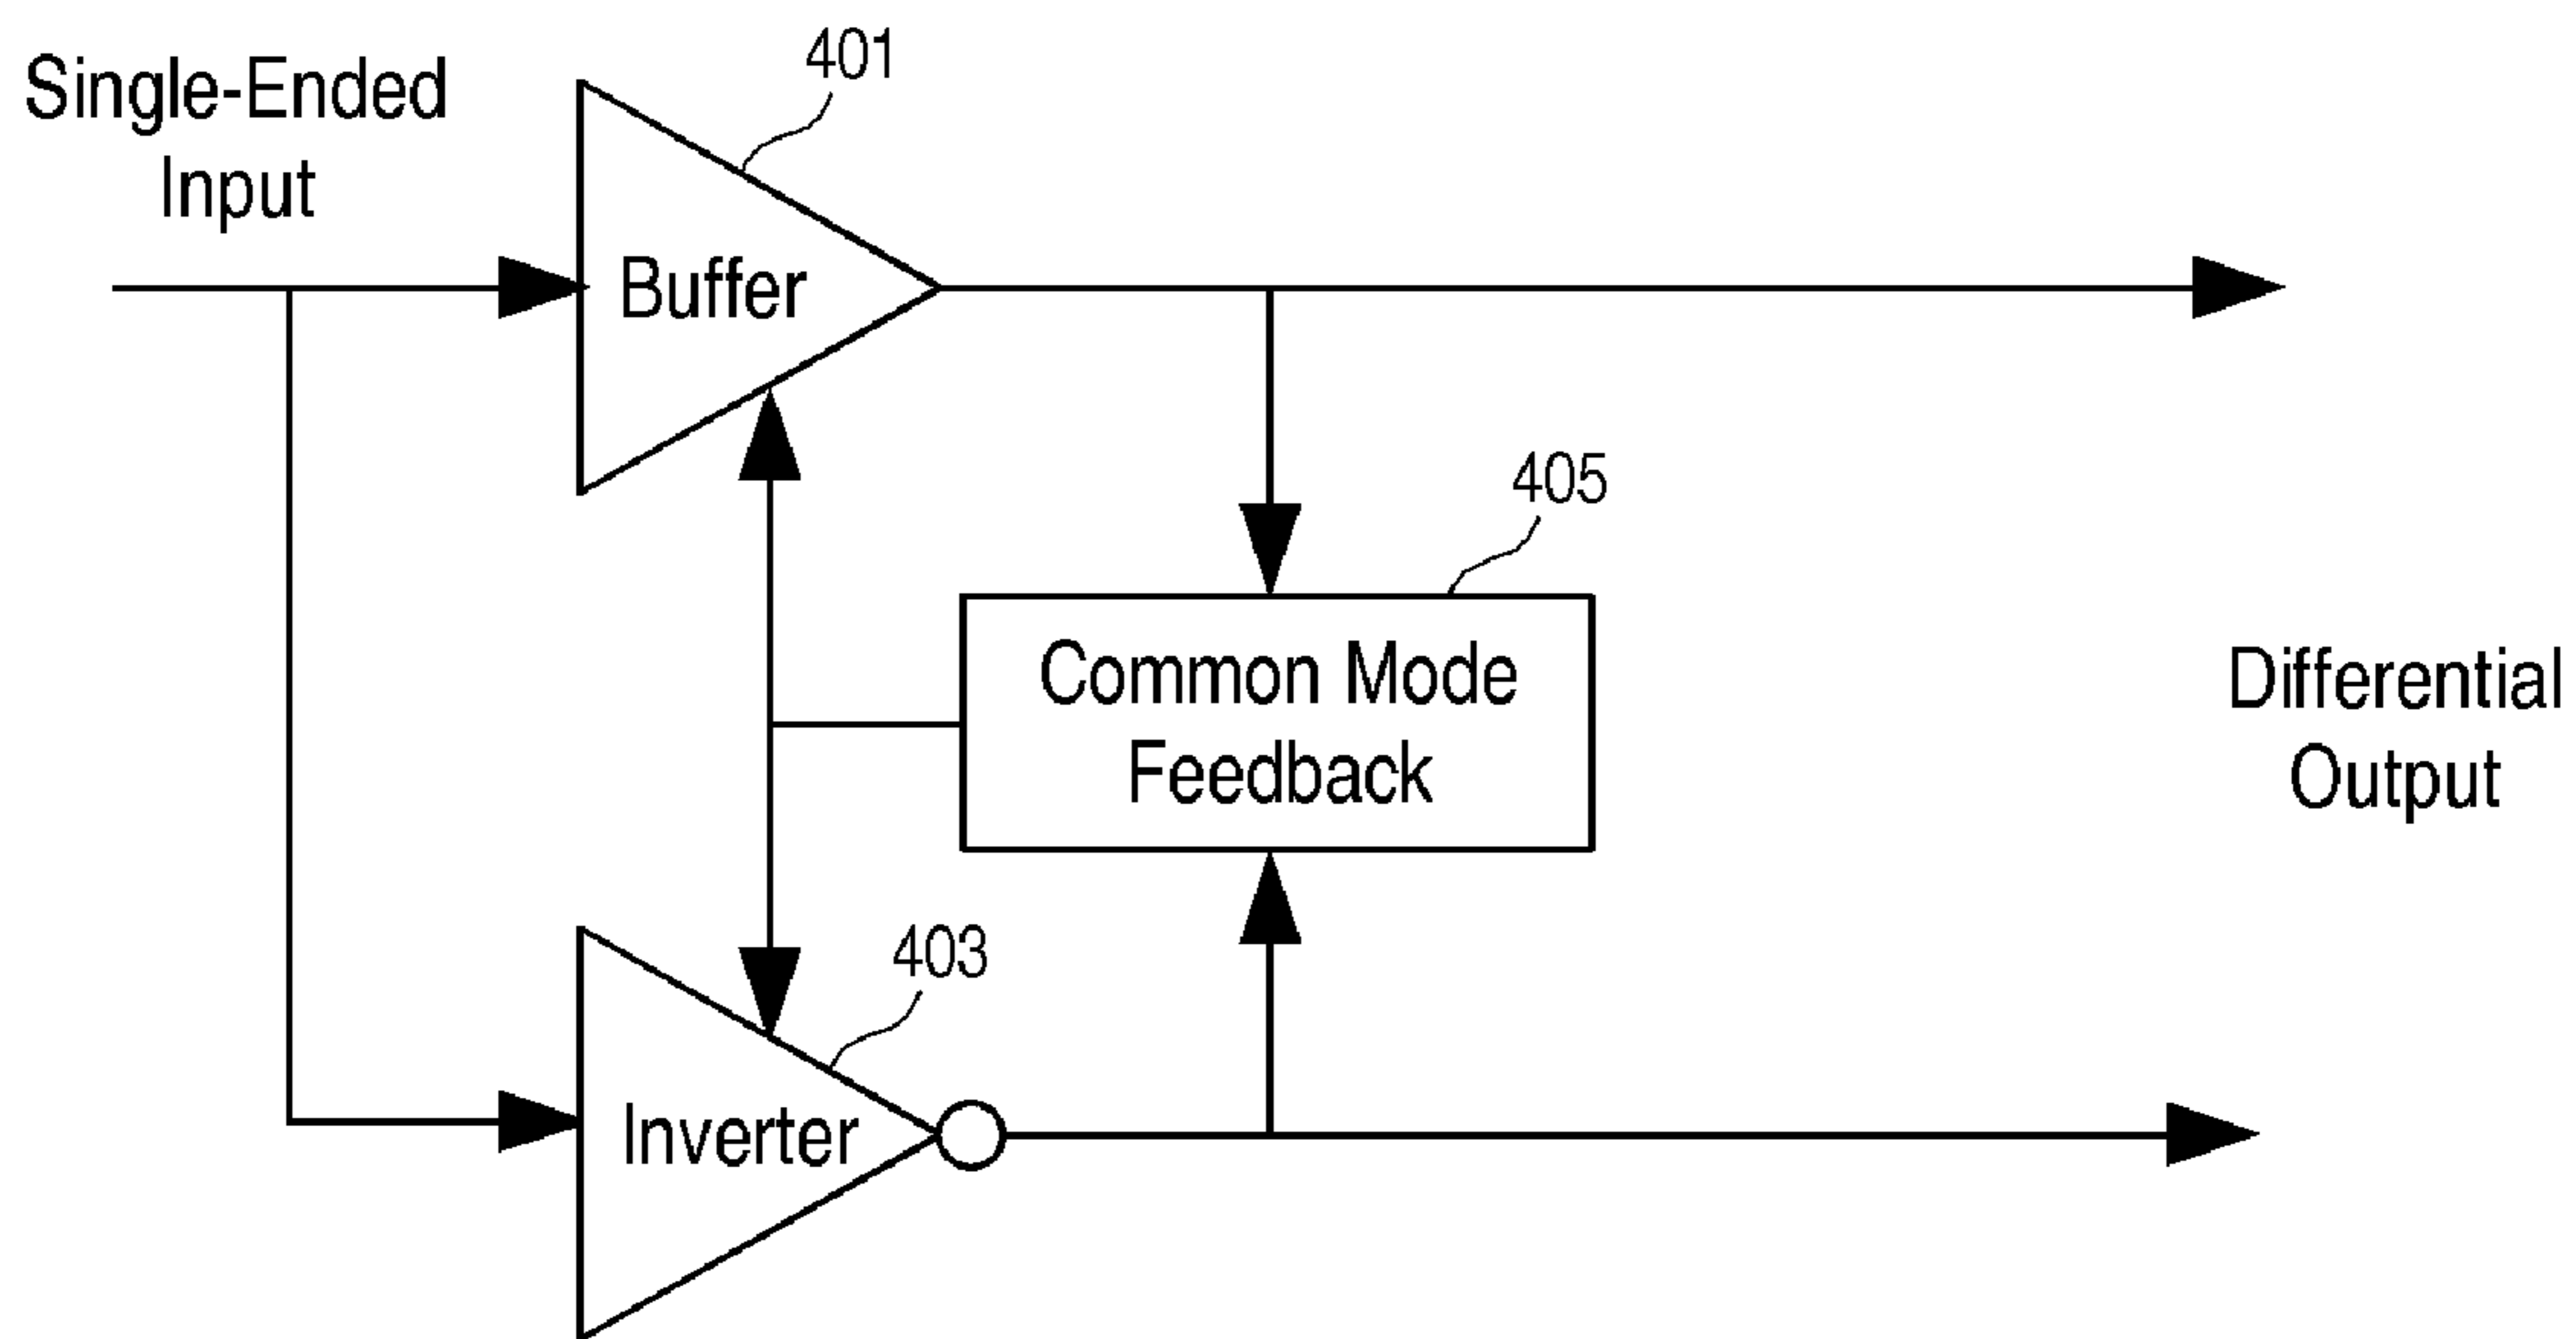 401
Single-Ended
Input
Buffer
405
Common Mode
Feedback
Differential
Output
403
Inverter